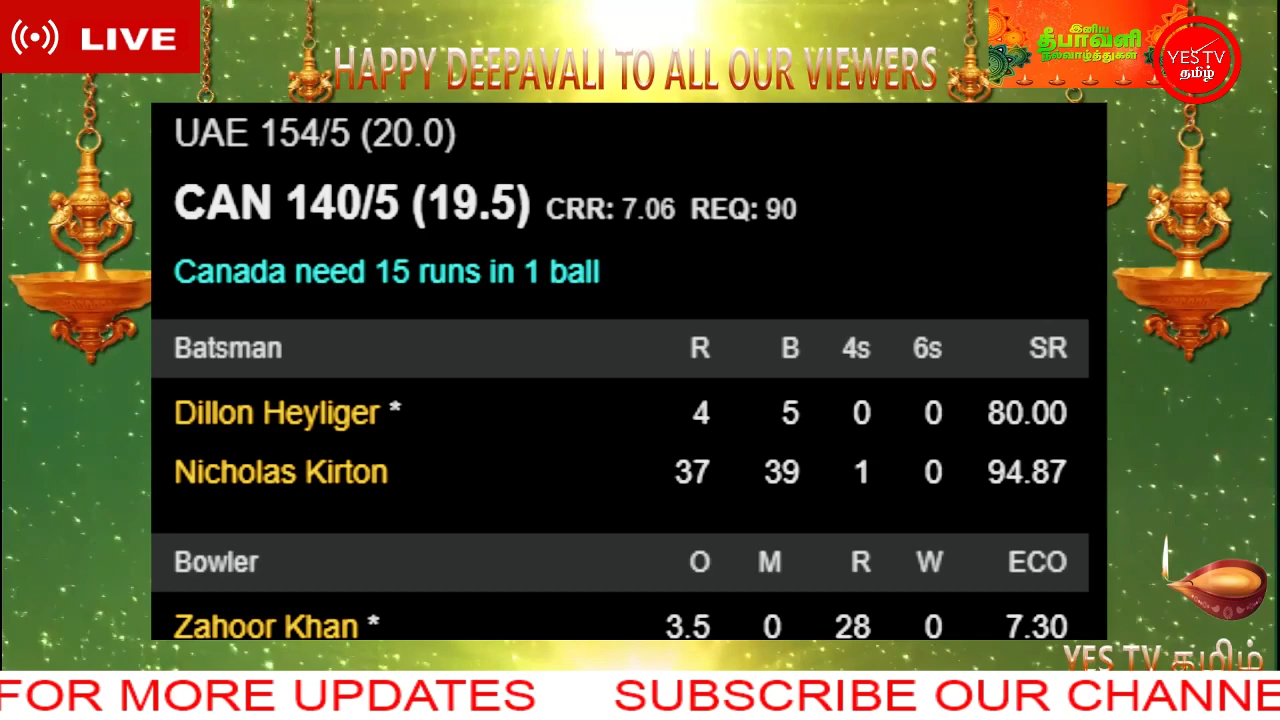 LIVE
HAPPY DEEPAVALI TO ALL OUR VIEWERS
இனிய
தீபாவளி
நல்வாழ்த்துகள்
YES TV
தமிழ்
UAE 154/5 (20.0)
CAN 140/5 (19.5) CRR: 7.06 REQ: 90
Canada need 15 runs in 1 ball
Batsman R B 4s 6s SR
Dillon Heyliger * 4 5 0 0 80.00
Nicholas Kirton 37 39 1 0 94.87
Bowler O M R W ECO
Zahoor Khan * 3.5 0 28 0 7.30
YES TV தமிழ்
FOR MORE UPDATES SUBSCRIBE OUR CHANNE